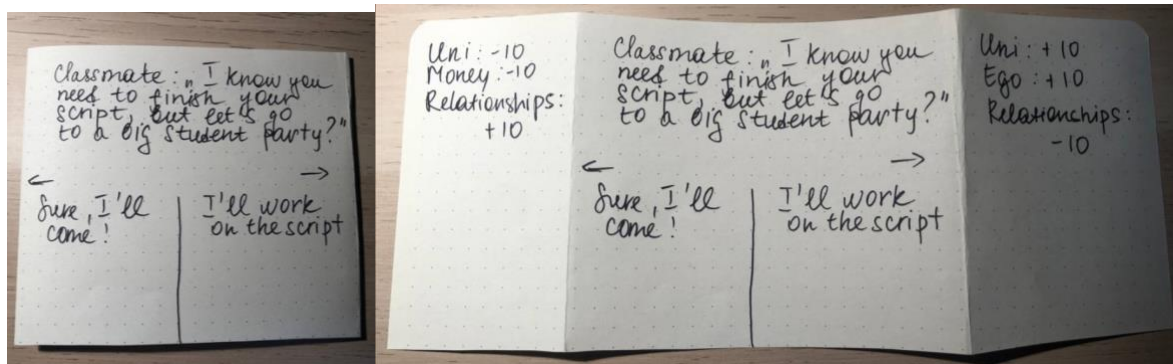 Classmate: „I know you
need to finish your
script, but let's go
to a big student party?"
← →
Sure, I'll
come!
I'll work
on the script
Uni: -10
Money: -10
Relationships:
+10
Classmate: „I know you
need to finish your
script, but let's go
to a big student party?"
← →
Sure, I'll
come!
I'll work
on the script
Uni: +10
Ego: +10
Relationships:
-10